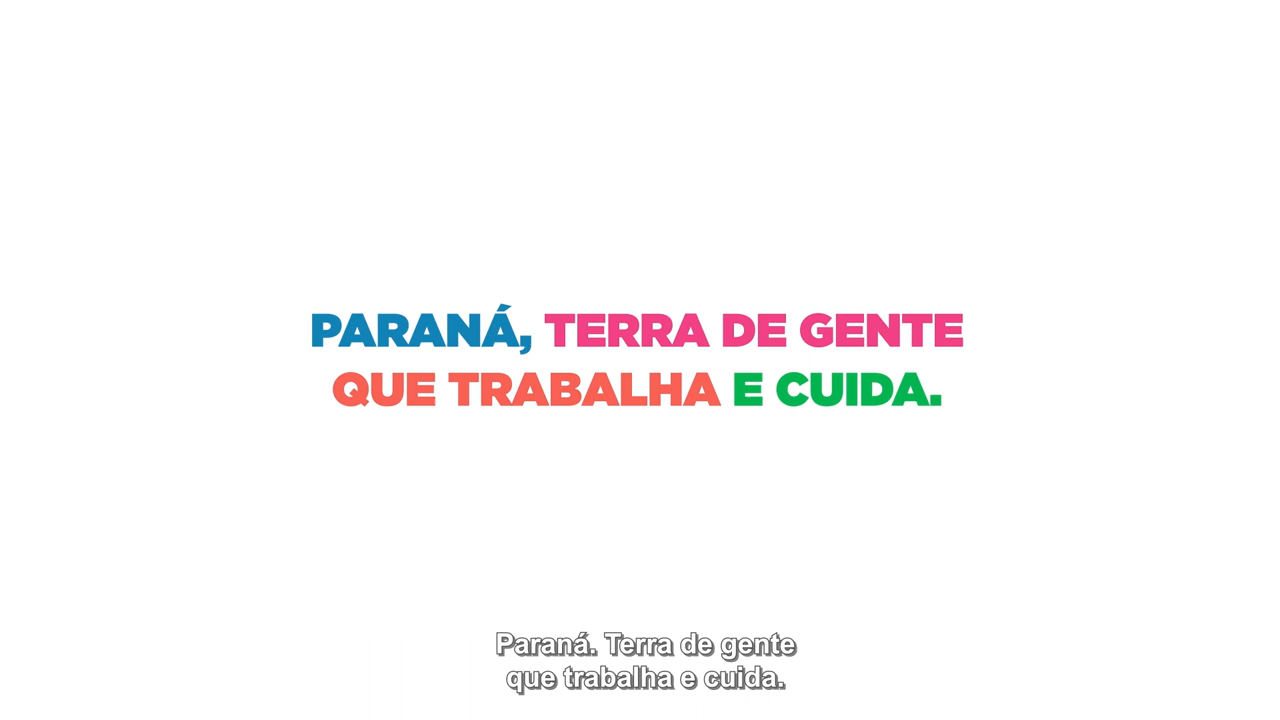 PARANÁ, TERRA DE GENTE
QUE TRABALHA E CUIDA.
Paraná. Terra de gente
que trabalha e cuida.